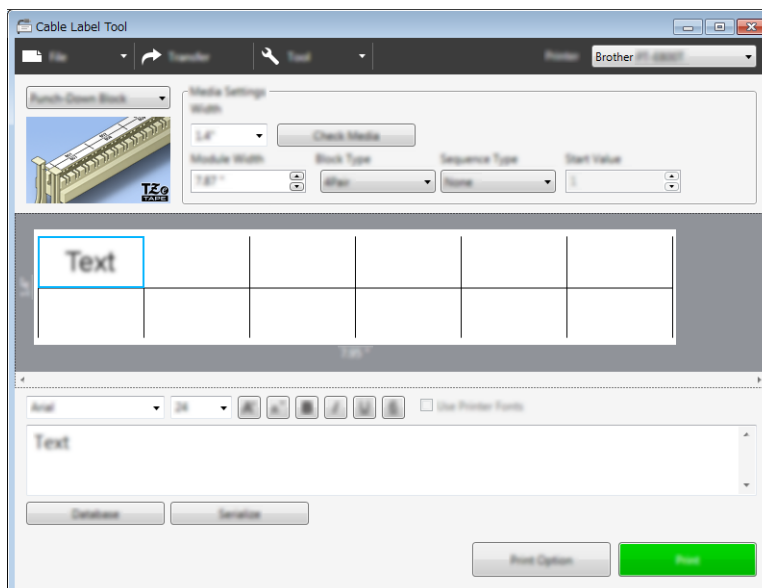 Cable Label Tool
File Transfer Tool Printer Brother
Punch-Down Block
Media Settings
Width
1.4" Check Media
Module Width Block Type Sequence Type Start Value
7.87 " 4Pair None 1
TZe
TAPE
Text
7.85 "
Arial 24 B I U Use Printer Fonts
Text
Database Serialize
Print Option Print